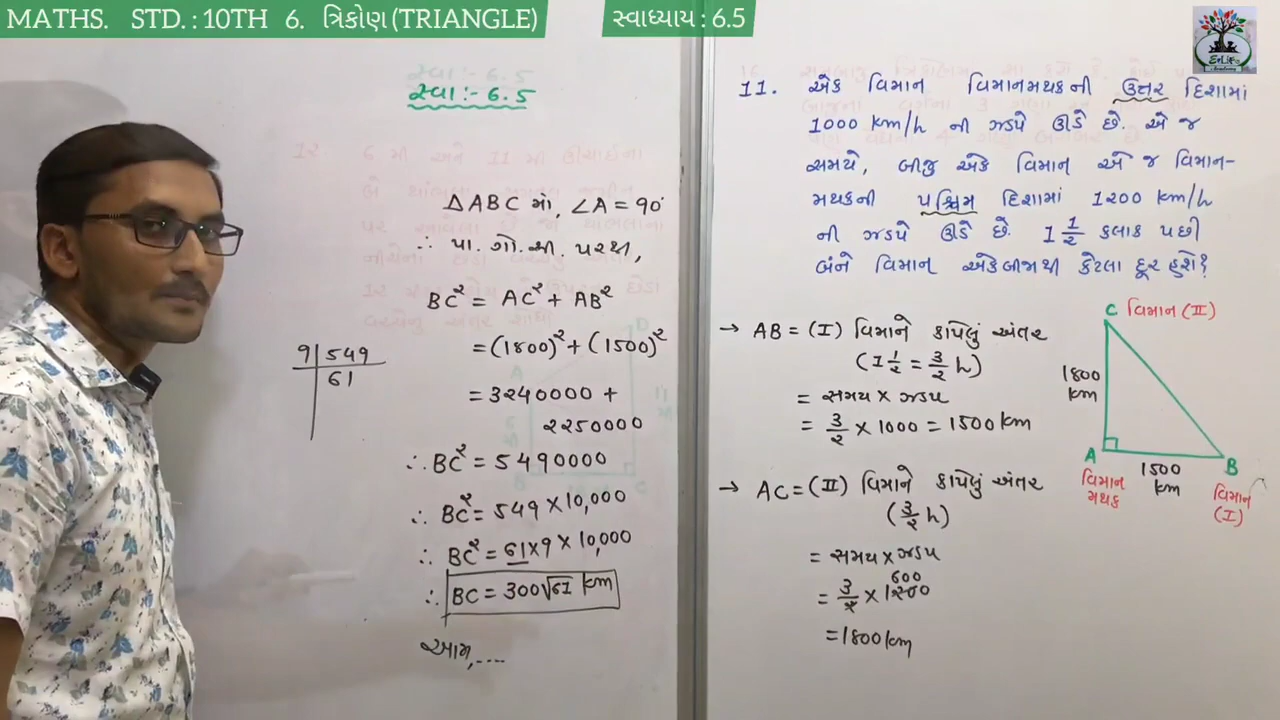 MATHS. STD. : 10TH 6. ત્રિકોણ (TRIANGLE)
સ્વાધ્યાય : 6.5
સ્વા :- 6.5
11. એક વિમાન વિમાનમથકની ઉત્તર દિશામાં
1000 km/h ની ઝડપે ઊડે છે. એ જ
સમયે, બીજુ એક વિમાન એ જ વિમાન-
મથકની પશ્ચિમ દિશામાં 1200 km/h
ની ઝડપે ઊડે છે. 1 1/2 કલાક પછી
બંને વિમાન એકબીજાથી કેટલા દૂર હશે?
→ AB = (I) વિમાને કાપેલું અંતર
(1 1/2 = 3/2 h)
= સમય × ઝડપ
= 3/2 × 1000 = 1500 km
→ AC = (II) વિમાને કાપેલું અંતર
(3/2 h)
= સમય × ઝડપ
600
= 3/2 × 1200
= 1800 km
C વિમાન (II)
1800
km
A
B
1500
km
વિમાન
મથક
વિમાન
(I)
ΔABC માં, ∠A = 90°
∴ પા. ગો. ની પરથી,
BC² = AC² + AB²
= (1800)² + (1500)²
= 3240000 +
2250000
∴ BC² = 5490000
∴ BC² = 549 × 10,000
∴ BC² = 61 × 9 × 10,000
∴ BC = 300√61 km
આમ, ----
9 | 549
61